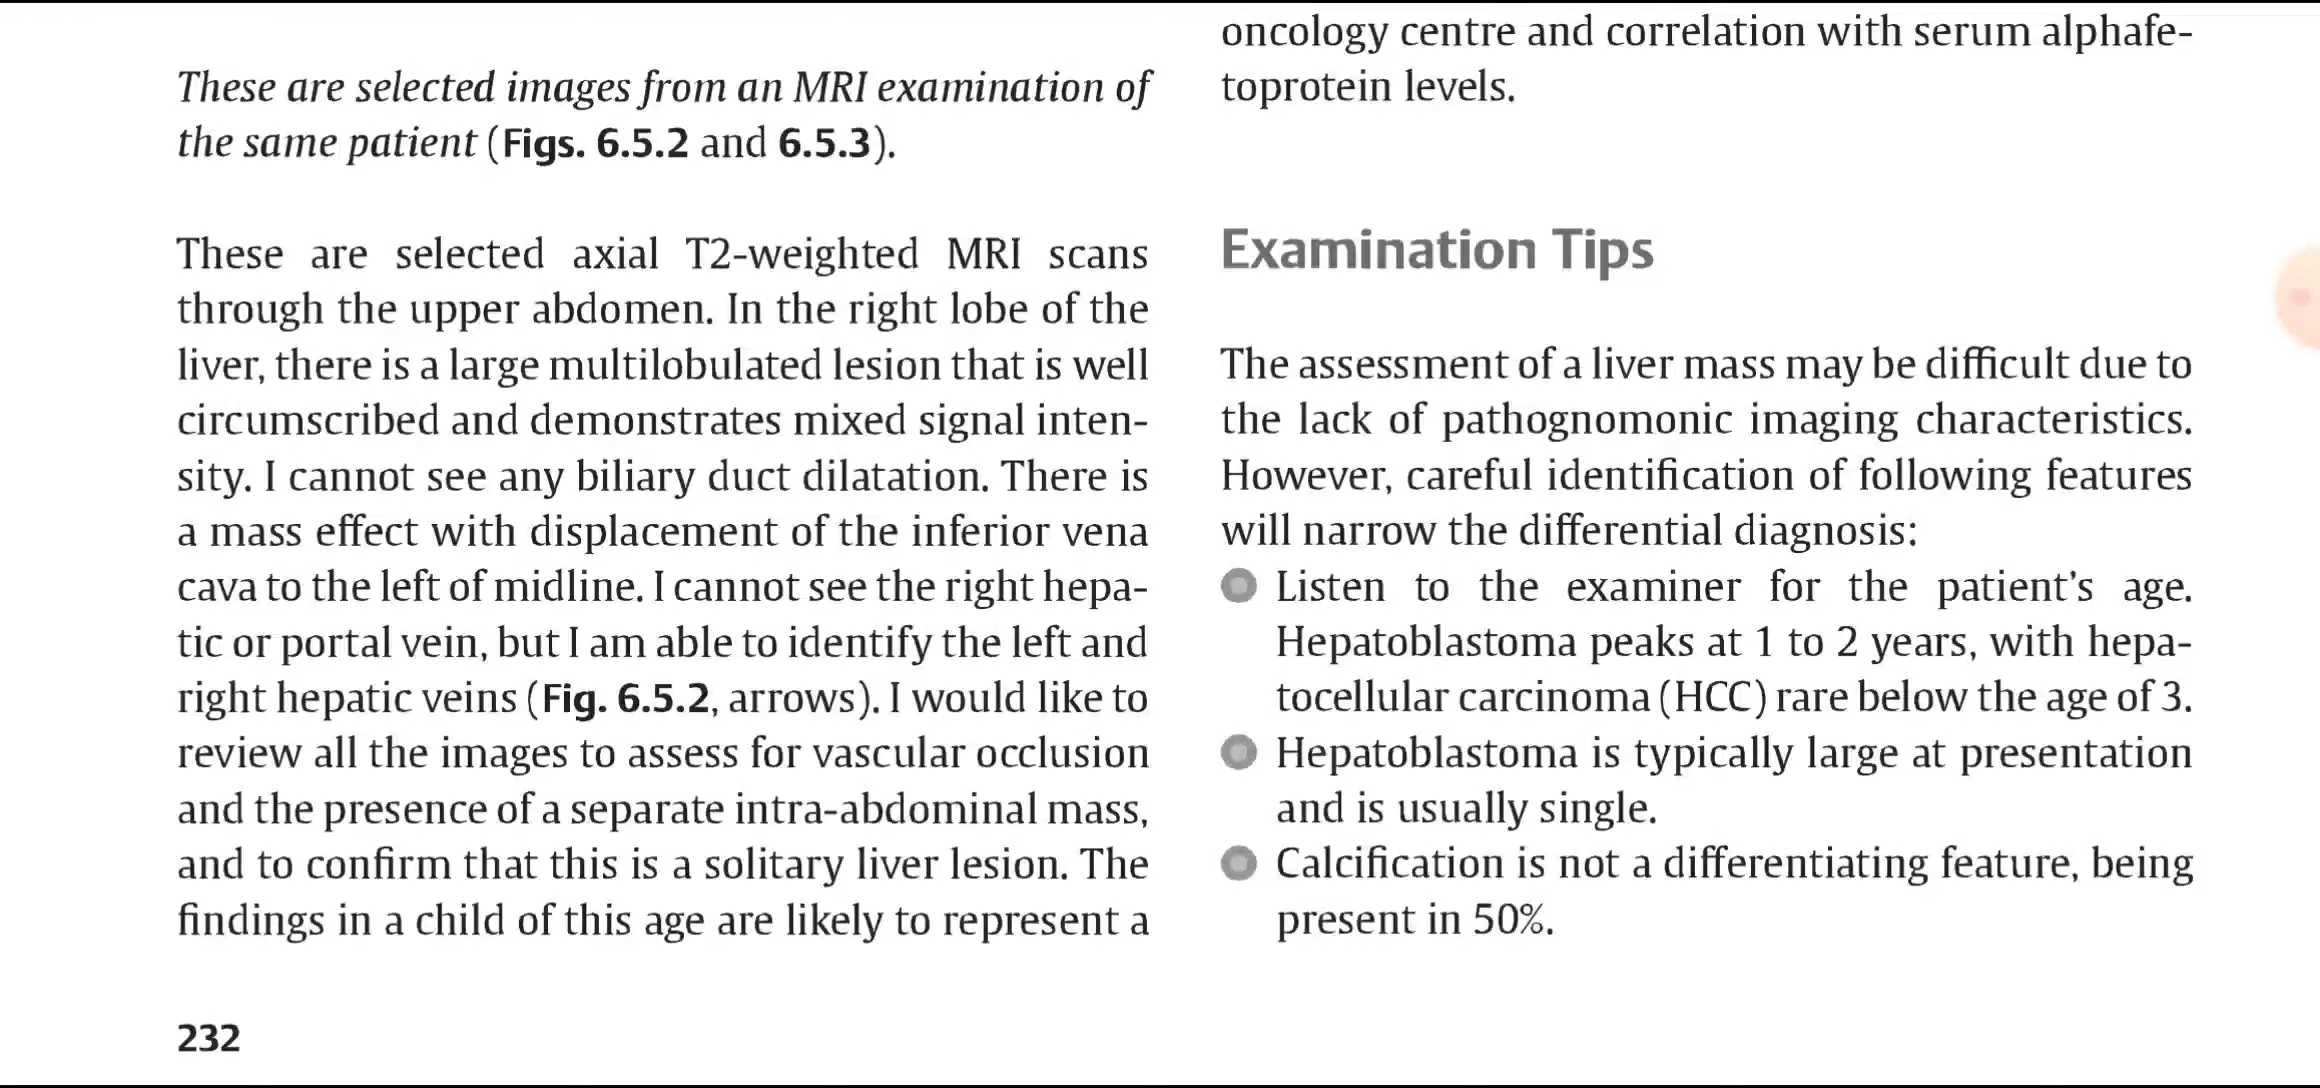 These are selected images from an MRI examination of
the same patient (Figs. 6.5.2 and 6.5.3).
These are selected axial T2-weighted MRI scans
through the upper abdomen. In the right lobe of the
liver, there is a large multilobulated lesion that is well
circumscribed and demonstrates mixed signal inten-
sity. I cannot see any biliary duct dilatation. There is
a mass effect with displacement of the inferior vena
cava to the left of midline. I cannot see the right hepa-
tic or portal vein, but I am able to identify the left and
right hepatic veins (Fig. 6.5.2, arrows). I would like to
review all the images to assess for vascular occlusion
and the presence of a separate intra-abdominal mass,
and to confirm that this is a solitary liver lesion. The
findings in a child of this age are likely to represent a
232
oncology centre and correlation with serum alphafe-
toprotein levels.
Examination Tips
The assessment of a liver mass may be difficult due to
the lack of pathognomonic imaging characteristics.
However, careful identification of following features
will narrow the differential diagnosis:
Listen to the examiner for the patient's age.
Hepatoblastoma peaks at 1 to 2 years, with hepa-
tocellular carcinoma (HCC) rare below the age of 3.
Hepatoblastoma is typically large at presentation
and is usually single.
Calcification is not a differentiating feature, being
present in 50%.